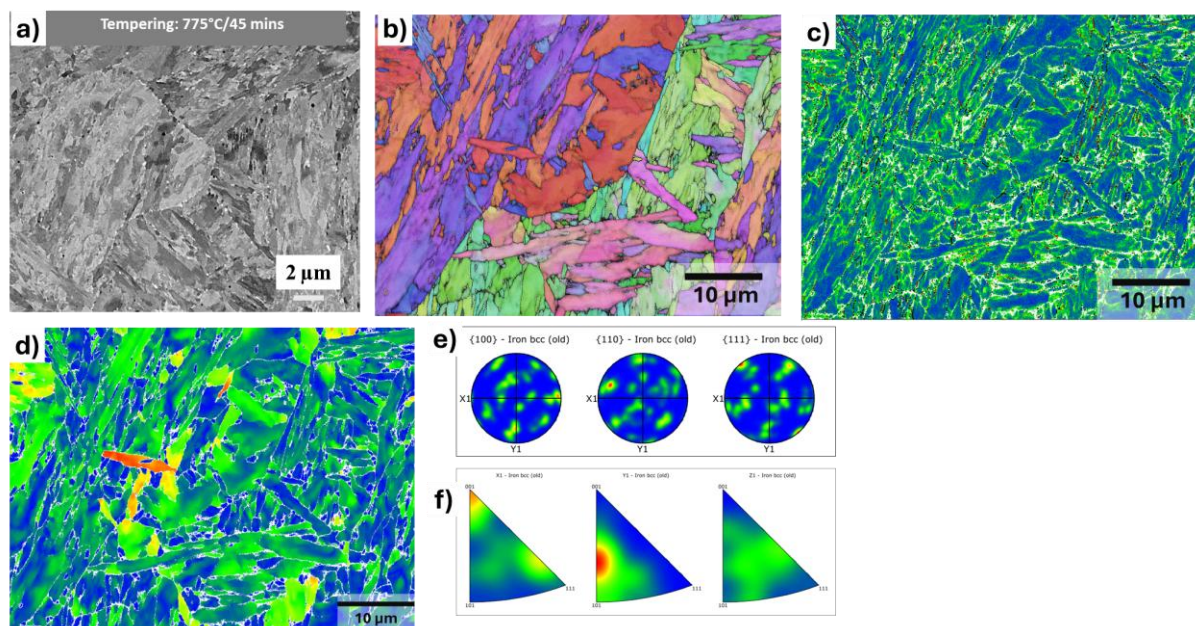 a)
Tempering: 775°C/45 mins
2 µm
b)
10 µm
c)
10 µm
d)
10 µm
e)
{100} - Iron bcc (old)
{110} - Iron bcc (old)
{111} - Iron bcc (old)
X1
X1
X1
Y1
Y1
Y1
f)
X1 - Iron bcc (old)
Y1 - Iron bcc (old)
Z1 - Iron bcc (old)
001
001
001
111
111
111
101
101
101